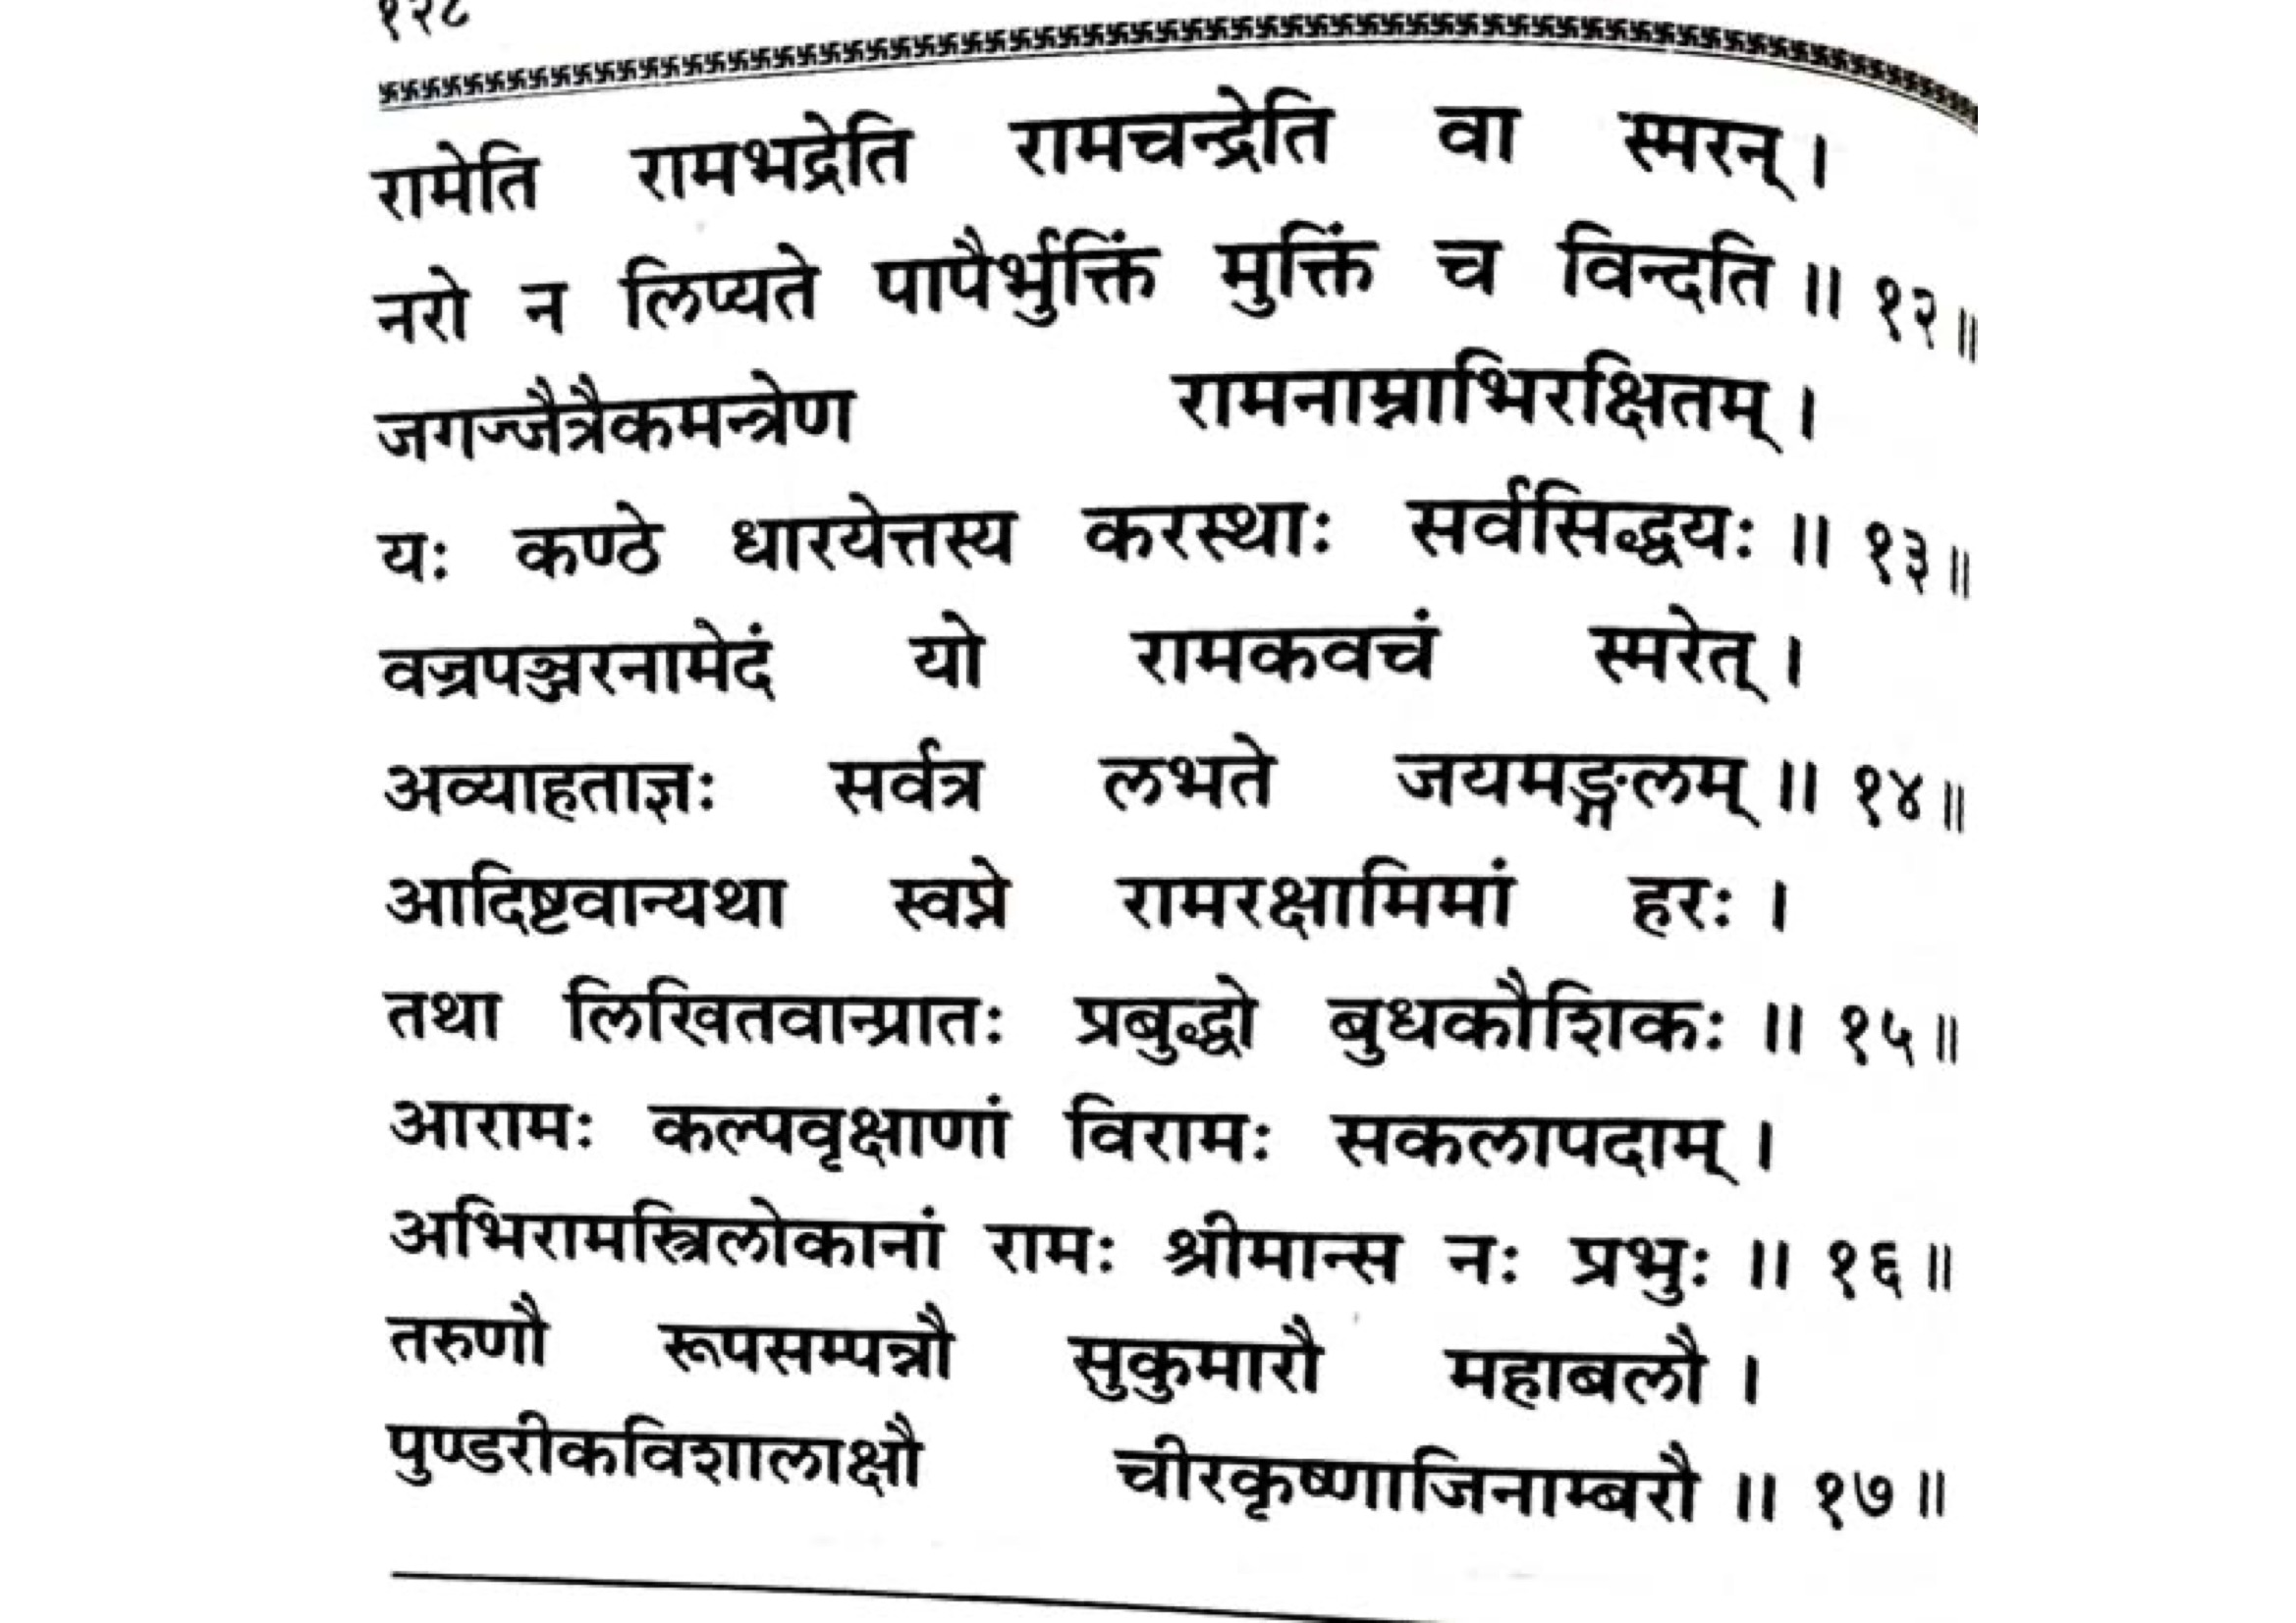 १२८
रामेति रामभद्रेति रामचन्द्रेति वा स्मरन् ।
नरो न लिप्यते पापैर्भुक्तिं मुक्तिं च विन्दति ॥ १२ ॥
जगज्जैत्रैकमन्त्रेण रामनाम्नाभिरक्षितम् ।
यः कण्ठे धारयेत्तस्य करस्थाः सर्वसिद्धयः ॥ १३ ॥
वज्रपञ्जरनामेदं यो रामकवचं स्मरेत् ।
अव्याहताज्ञः सर्वत्र लभते जयमङ्गलम् ॥ १४ ॥
आदिष्टवान्यथा स्वप्ने रामरक्षामिमां हरः ।
तथा लिखितवान्प्रातः प्रबुद्धो बुधकौशिकः ॥ १५ ॥
आरामः कल्पवृक्षाणां विरामः सकलापदाम् ।
अभिरामस्त्रिलोकानां रामः श्रीमान्स नः प्रभुः ॥ १६ ॥
तरुणौ रूपसम्पन्नौ सुकुमारौ महाबलौ ।
पुण्डरीकविशालाक्षौ चीरकृष्णाजिनाम्बरौ ॥ १७ ॥